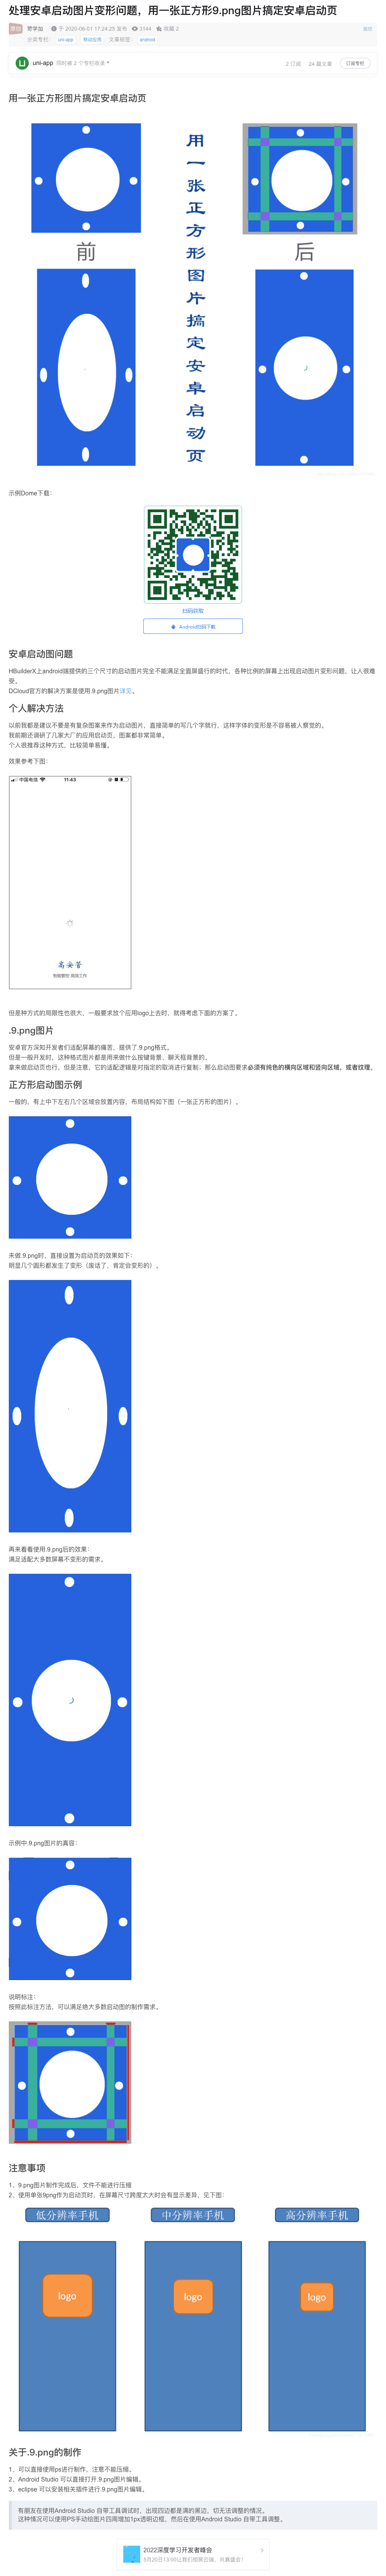 处理安卓启动图片变形问题，用一张正方形9.png图片搞定安卓启动页
原创
于 2020-06-01 17:24:25 发布
3144
收藏 2
分类专栏：
uni-app
移动应用
文章标签：
android
uni-app
同时被 2 个专栏收录
2 订阅
24 篇文章
订阅专栏
用一张正方形图片搞定安卓启动页
前
用一张正方形图片搞定安卓启动页
后
示例Dome下载：
扫码获取
Android扫码下载
安卓启动图问题
HBuilderX上android端提供的三个尺寸的启动图片完全不能满足全面屏盛行的时代，各种比例的屏幕上出现启动图片变形问题，让人很难
受。
DCloud官方的解决方案是使用.9.png图片详见。
个人解决方法
以前我都是建议不要是有复杂图案来作为启动图片，直接简单的写几个字就行，这样字体的变形是不容易被人察觉的。
我前期还调研了几家大厂的应用启动页，图案都非常简单。
个人很推荐这种方式，比较简单易懂。
效果参考下图：
中国电信
11:43
但是种方式的局限性也很大，一般要求放个应用logo上去时，就得考虑下面的方案了。
.9.png图片
安卓官方深知开发者们适配屏幕的痛苦，提供了.9.png格式。
但是一般开发时，这种格式图片都是用来做什么按键背景、聊天框背景的。
拿来做启动页也行，但是注意，它的适配逻辑是对指定的取消进行复制；那么启动图要求必须有纯色的横向区域和竖向区域，或者纹理。
正方形启动图示例
一般的，有上中下左右几个区域会放置内容，布局结构如下图（一张正方形的图片）。
未做.9.png时，直接设置为启动页的效果如下：
明显几个圆形都发生了变形（废话了，肯定会变形的）。
再来看看使用.9.png后的效果：
满足适配大多数屏幕不变形的需求。
示例中.9.png图片的真容：
说明标注：
按照此标注方法，可以满足绝大多数启动图的制作需求。
注意事项
1、.9.png图片制作完成后，文件不能进行压缩
2、使用单张9png作为启动页时，在屏幕尺寸跨度太大时会有显示差异，见下图：
低分辨率手机
中分辨率手机
高分辨率手机
logo
logo
logo
关于.9.png的制作
1、可以直接使用ps进行制作，注意不能压缩。
2、Android Studio 可以直接打开.9.png图片编辑。
3、eclipse 可以安装相关插件进行.9.png图片编辑。
有朋友在使用Android Studio 自带工具调试时，出现四边都是满的黑边，切无法调整的情况。
这种情况可以使用PS手动给图片四周增加1px透明边框，然后在使用Android Studio 自带工具调整。
2022深度学习开发者峰会
5月20日13:00让我们相聚云端，共襄盛会！